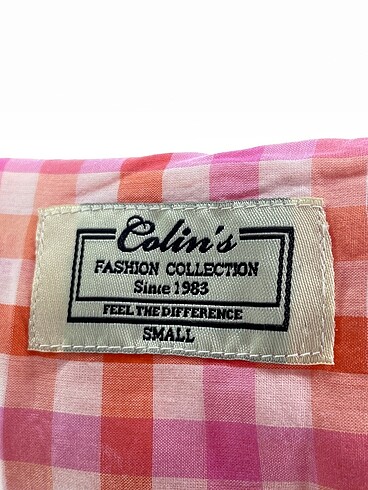 Colin's
FASHION COLLECTION
Since 1983
FEEL THE DIFFERENCE
SMALL